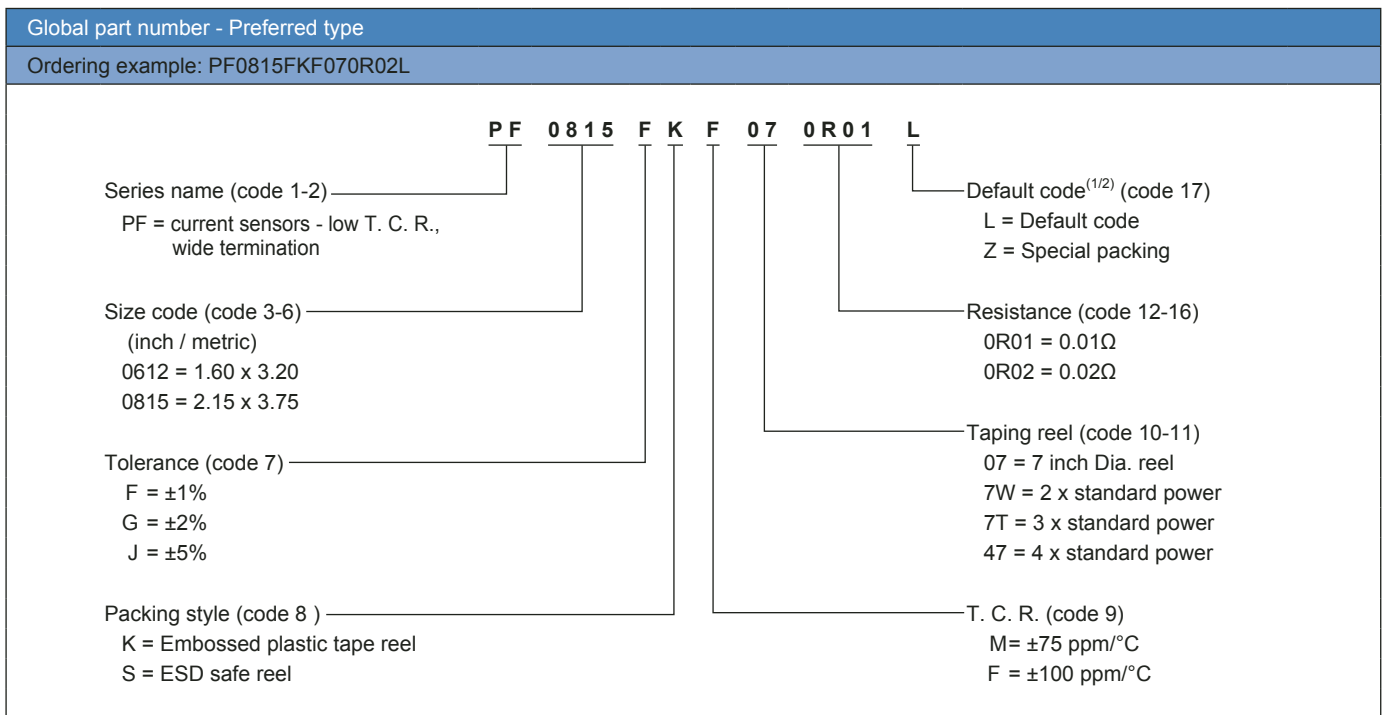 Global part number - Preferred type
Ordering example: PF0815FKF070R02L
PF 0815 F K F 07 0R01 L
Series name (code 1-2)
PF = current sensors - low T. C. R.,
wide termination
Size code (code 3-6)
(inch / metric)
0612 = 1.60 x 3.20
0815 = 2.15 x 3.75
Tolerance (code 7)
F = ±1%
G = ±2%
J = ±5%
Packing style (code 8 )
K = Embossed plastic tape reel
S = ESD safe reel
Default code(1/2) (code 17)
L = Default code
Z = Special packing
Resistance (code 12-16)
0R01 = 0.01Ω
0R02 = 0.02Ω
Taping reel (code 10-11)
07 = 7 inch Dia. reel
7W = 2 x standard power
7T = 3 x standard power
47 = 4 x standard power
T. C. R. (code 9)
M= ±75 ppm/°C
F = ±100 ppm/°C